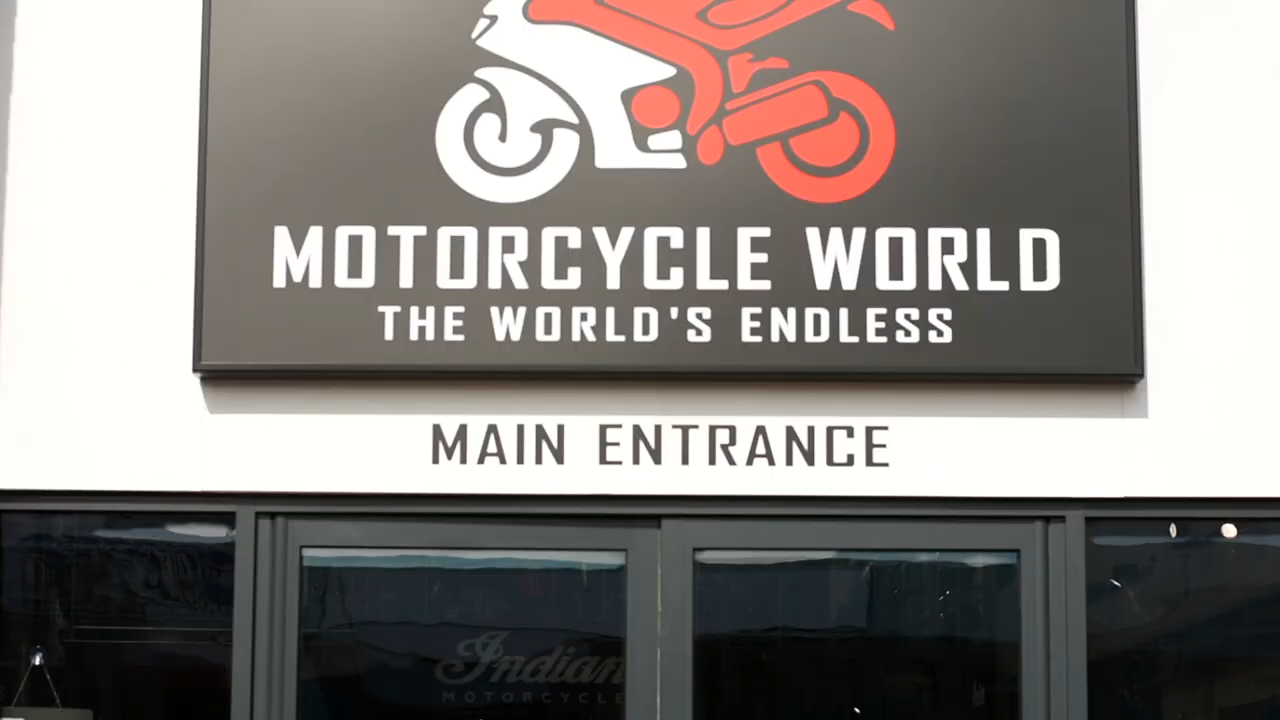 MOTORCYCLE WORLD
THE WORLD'S ENDLESS
MAIN ENTRANCE
Indian
MOTORCYCLE